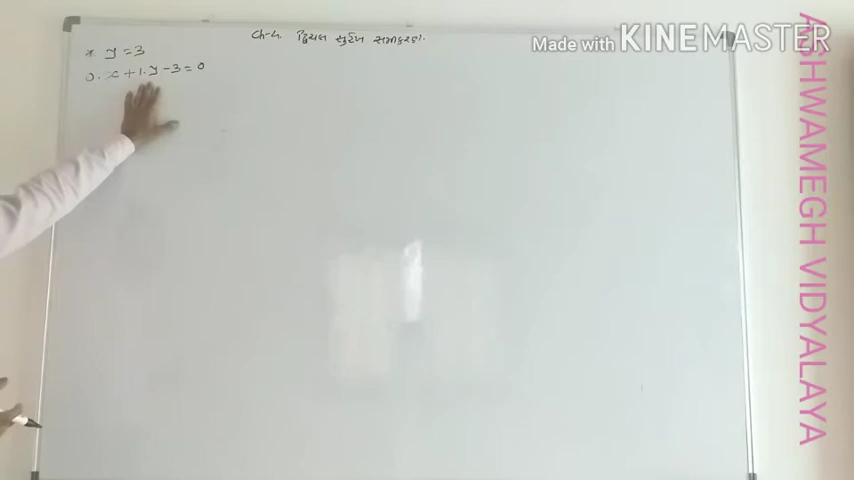 Ch-4. દ્વિચલ સુરેખ સમીકરણો.
* y = 3
0. x + 1. y - 3 = 0
Made with KINEMASTER
ASHWAMEGH VIDYALAYA